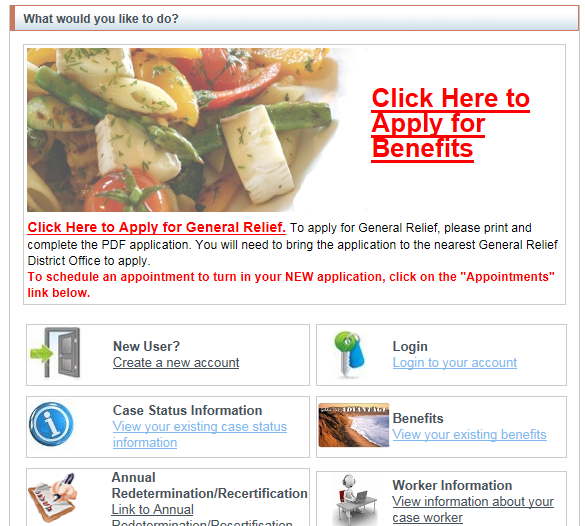 What would you like to do?
Click Here to
Apply for
Benefits
Click Here to Apply for General Relief. To apply for General Relief, please print and
complete the PDF application. You will need to bring the application to the nearest General Relief
District Office to apply.
To schedule an appointment to turn in your NEW application, click on the "Appointments"
link below.
New User?
Create a new account
Login
Login to your account
Case Status Information
View your existing case status
information
ADVANTAGE
Benefits
View your existing benefits
Annual
Redetermination/Recertification
Link to Annual
Redetermination/Recertification
Worker Information
View information about your
case worker